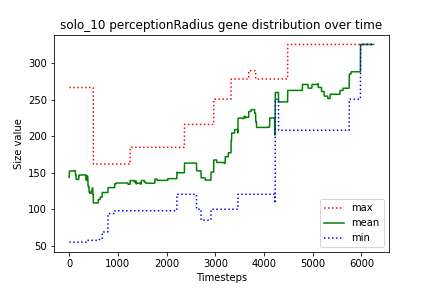 solo_10 perceptionRadius gene distribution over time
Size value
300
250
200
150
100
50
max
mean
min
0 1000 2000 3000 4000 5000 6000
Timesteps